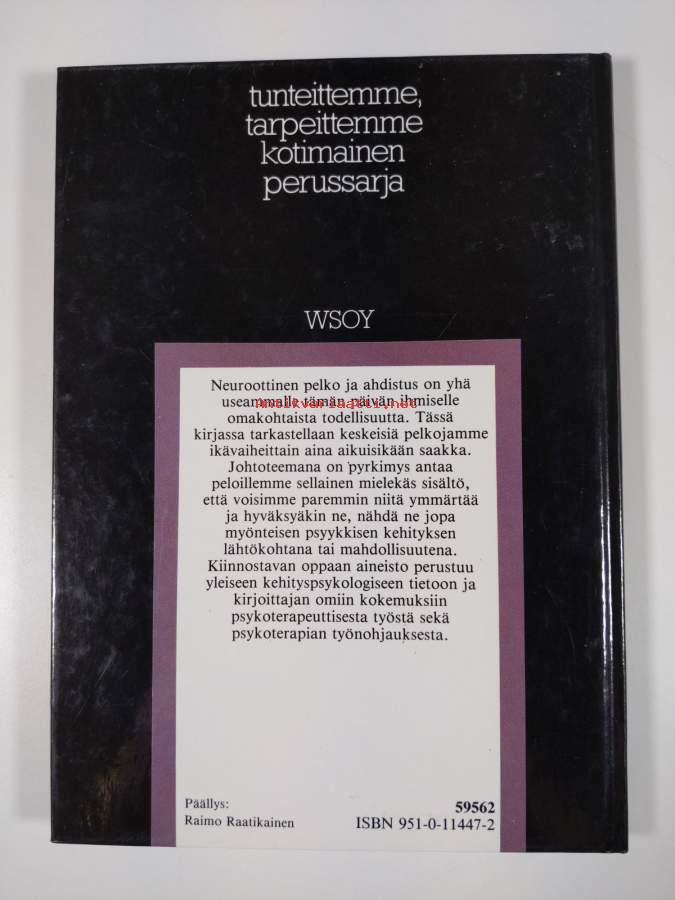 tunteittemme,
tarpeittemme
kotimainen
perussarja
WSOY
Neuroottinen pelko ja ahdistus on yhä
useammalle tämän päivän ihmiselle
antikvariaatti.net
omakohtaista todellisuutta. Tässä
kirjassa tarkastellaan keskeisiä pelkojamme
ikävaiheittain aina aikuisikään saakka.
Johtoteemana on pyrkimys antaa
peloillemme sellainen mielekäs sisältö,
että voisimme paremmin niitä ymmärtää
ja hyväksyäkin ne, nähdä ne jopa
myönteisen psyykkisen kehityksen
lähtökohtana tai mahdollisuutena.
Kiinnostavan oppaan aineisto perustuu
yleiseen kehityspsykologiseen tietoon ja
kirjoittajan omiin kokemuksiin
psykoterapeuttisesta työstä sekä
psykoterapian työnohjauksesta.
Päällys:
Raimo Raatikainen
59562
ISBN 951-0-11447-2